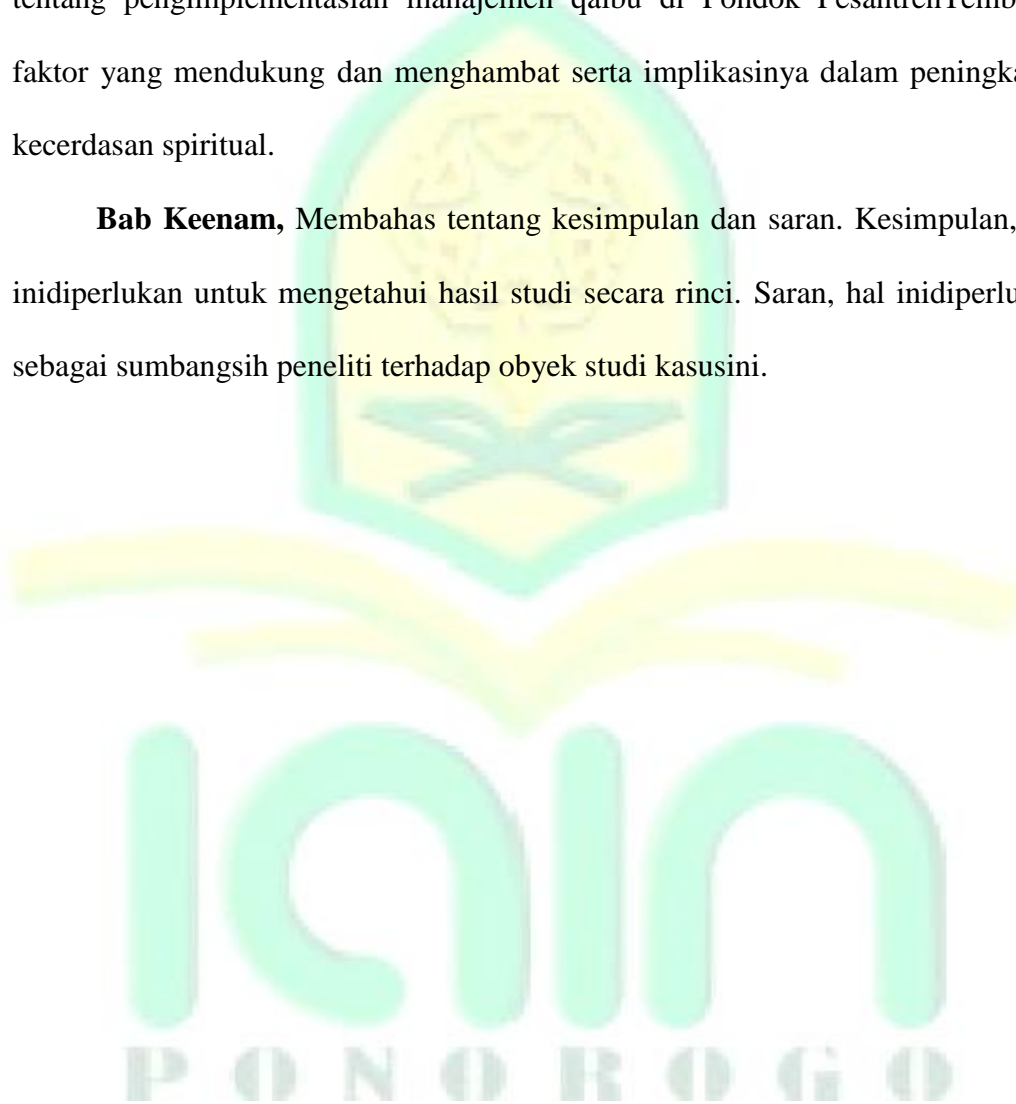 tentang pengimplementasian manajemen qalbu di Pondok PesantrenTemb
faktor yang mendukung dan menghambat serta implikasinya dalam peningka
kecerdasan spiritual.
Bab Keenam, Membahas tentang kesimpulan dan saran. Kesimpulan,
inidiperlukan untuk mengetahui hasil studi secara rinci. Saran, hal inidiperlu
sebagai sumbangsih peneliti terhadap obyek studi kasusini.
iain
PONOROGO